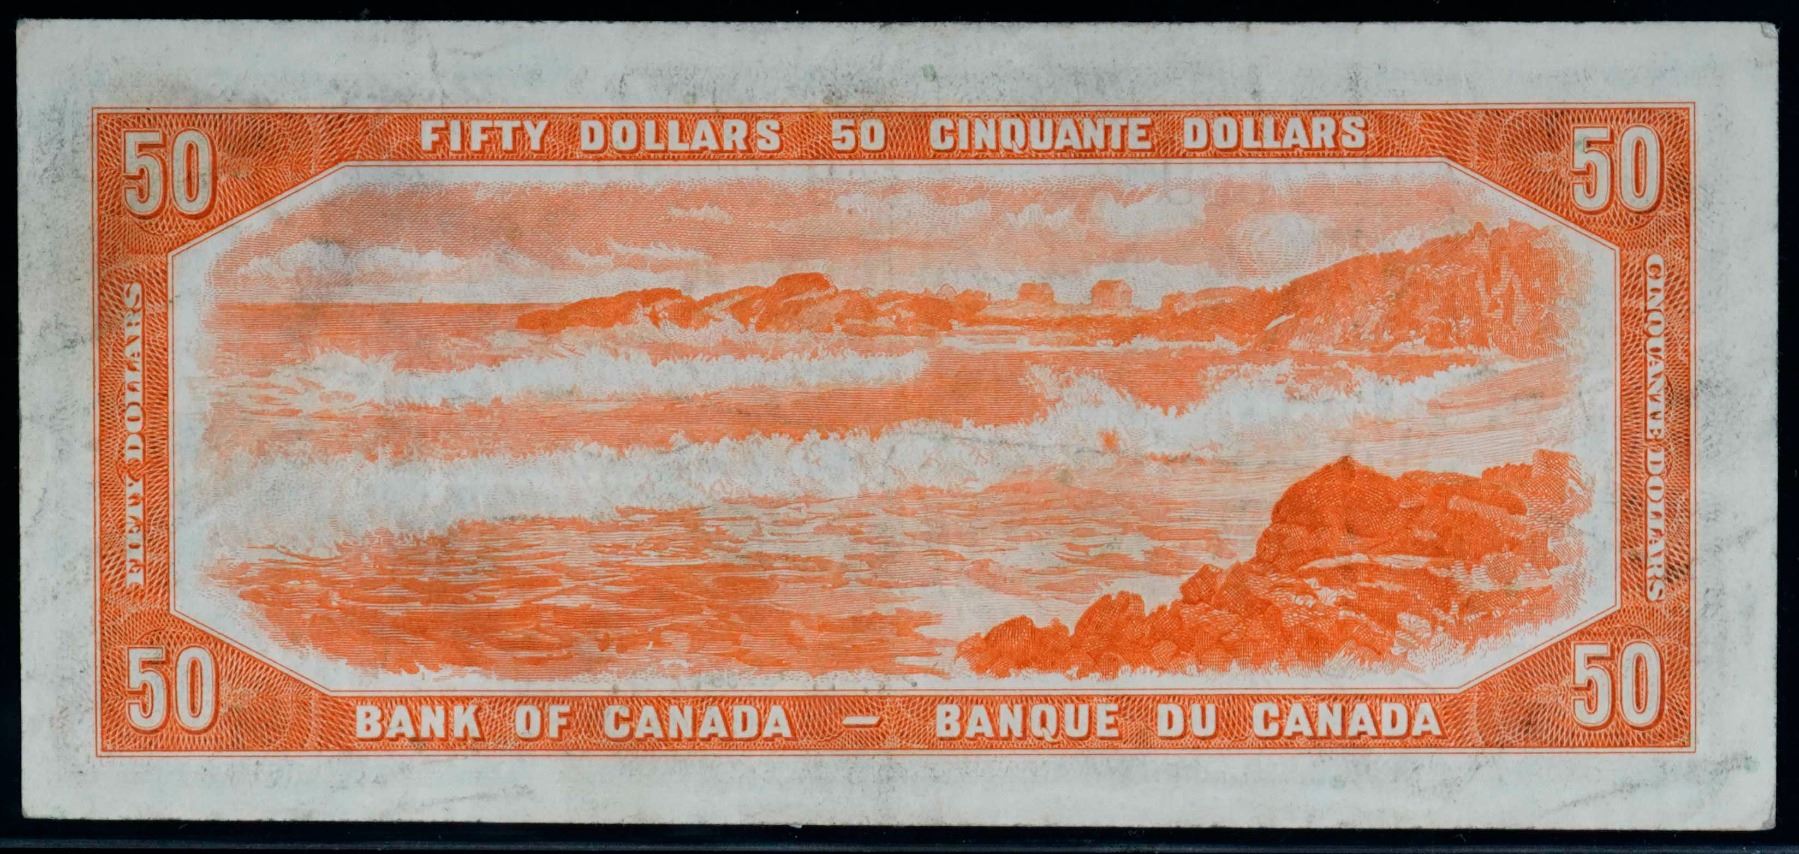 50 FIFTY DOLLARS 50 CINQUANTE DOLLARS 50
FIFTY DOLLARS
CINQUANTE DOLLARS
50 BANK OF CANADA — BANQUE DU CANADA 50